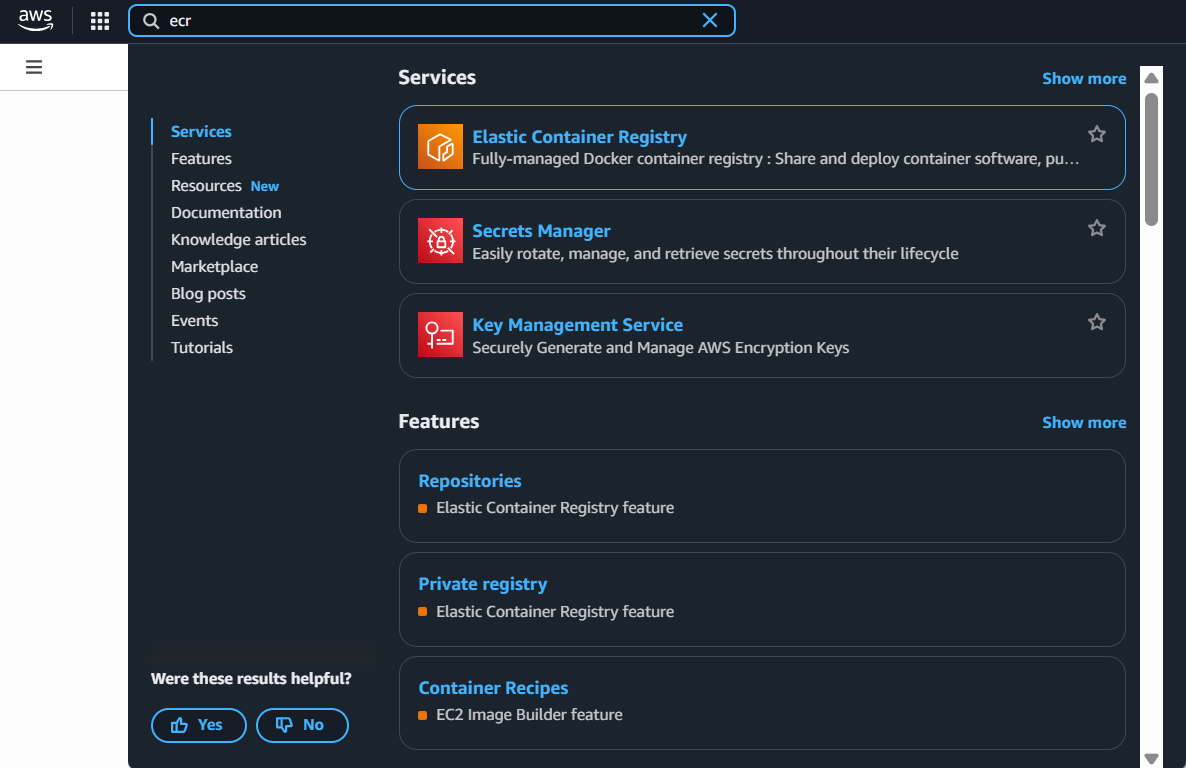 aws
ecr
Services
Features
Resources New
Documentation
Knowledge articles
Marketplace
Blog posts
Events
Tutorials
Were these results helpful?
Yes
No
Services
Show more
Elastic Container Registry
Fully-managed Docker container registry : Share and deploy container software, pu...
Secrets Manager
Easily rotate, manage, and retrieve secrets throughout their lifecycle
Key Management Service
Securely Generate and Manage AWS Encryption Keys
Features
Show more
Repositories
Elastic Container Registry feature
Private registry
Elastic Container Registry feature
Container Recipes
EC2 Image Builder feature